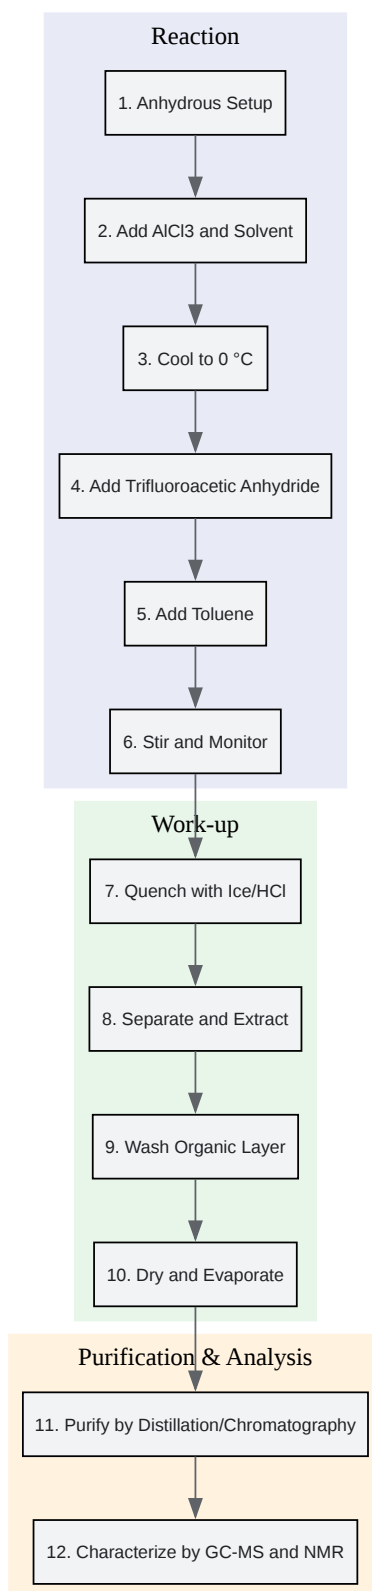 Reaction
1. Anhydrous Setup
2. Add AlCl3 and Solvent
3. Cool to 0 °C
4. Add Trifluoroacetic Anhydride
5. Add Toluene
6. Stir and Monitor
Work-up
7. Quench with Ice/HCl
8. Separate and Extract
9. Wash Organic Layer
10. Dry and Evaporate
Purification & Analysis
11. Purify by Distillation/Chromatography
12. Characterize by GC-MS and NMR